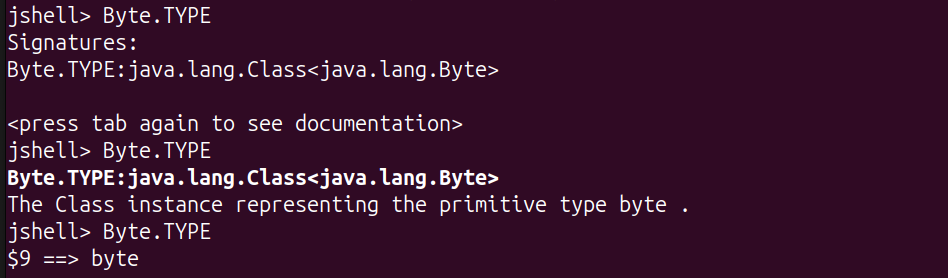 jshell> Byte.TYPE
Signatures:
Byte.TYPE:java.lang.Class<java.lang.Byte>
<press tab again to see documentation>
jshell> Byte.TYPE
Byte.TYPE:java.lang.Class<java.lang.Byte>
The Class instance representing the primitive type byte .
jshell> Byte.TYPE
$9 ==> byte